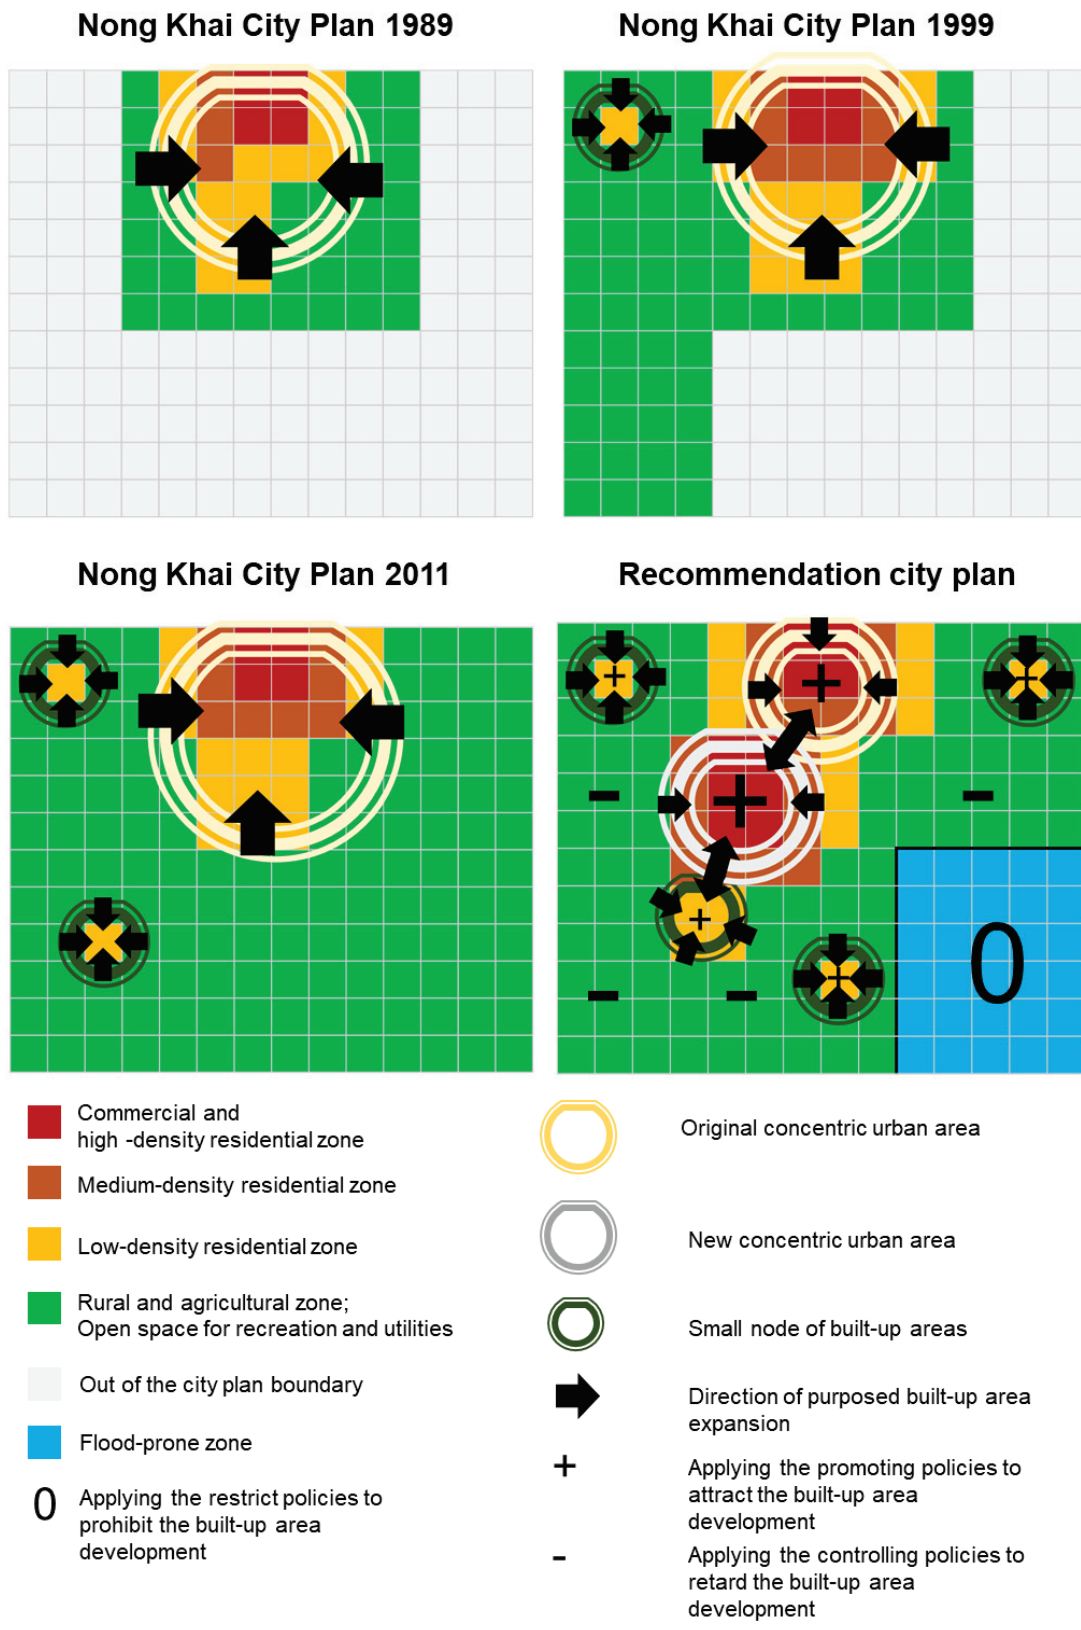 Nong Khai City Plan 1989
Nong Khai City Plan 1999
Nong Khai City Plan 2011
Recommendation city plan
+
+
+
+
-
-
+
+
0
-
-
Commercial and
high -density residential zone
Medium-density residential zone
Low-density residential zone
Rural and agricultural zone;
Open space for recreation and utilities
Out of the city plan boundary
Flood-prone zone
0 Applying the restrict policies to
prohibit the built-up area
development
Original concentric urban area
New concentric urban area
Small node of built-up areas
Direction of purposed built-up area
expansion
+ Applying the promoting policies to
attract the built-up area
development
- Applying the controlling policies to
retard the built-up area
development